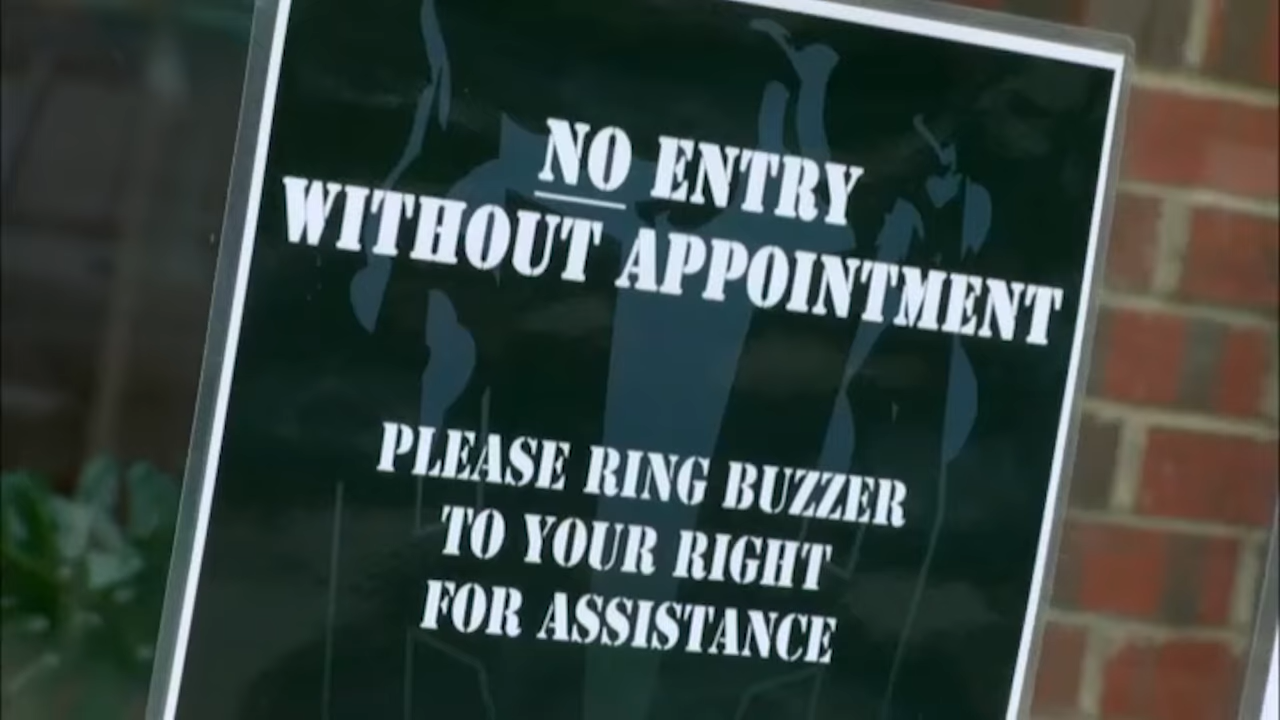 NO ENTRY
WITHOUT APPOINTMENT
PLEASE RING BUZZER
TO YOUR RIGHT
FOR ASSISTANCE